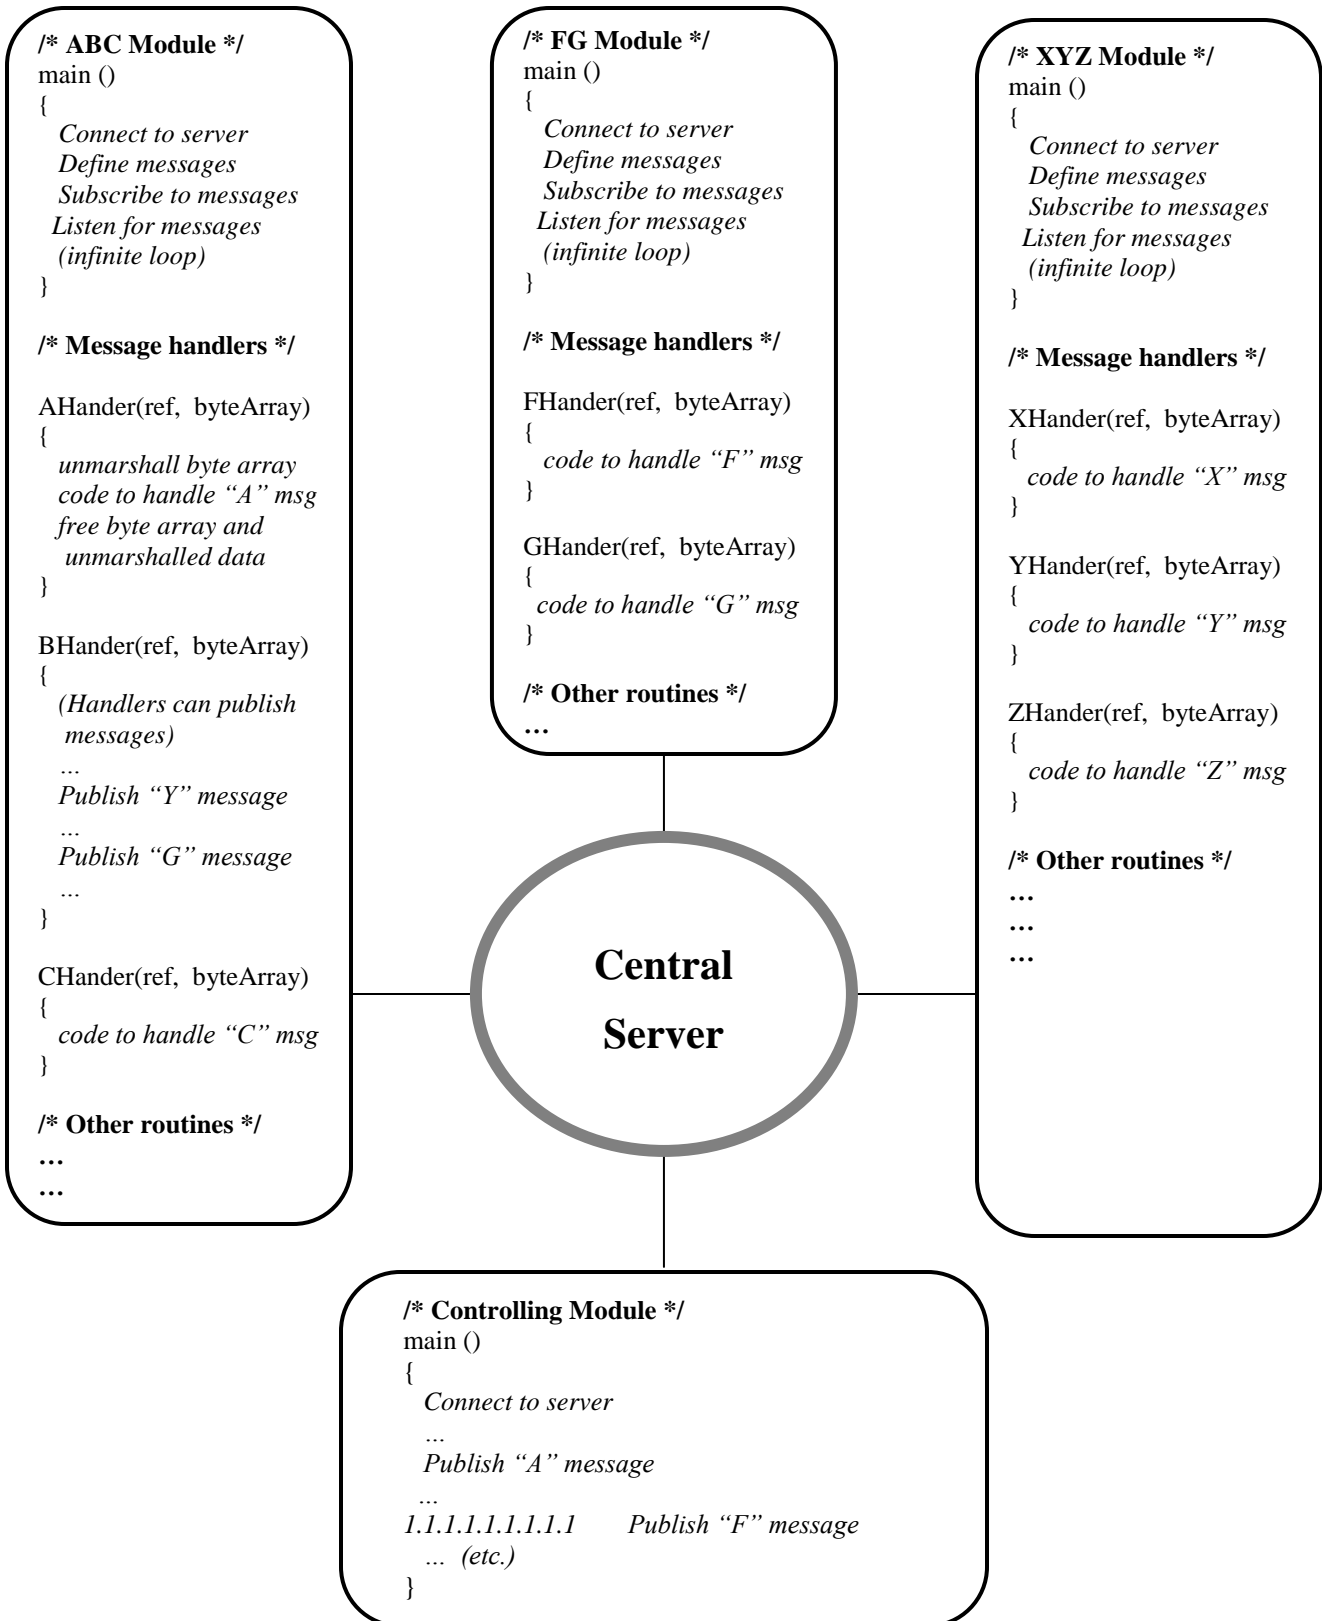 /* ABC Module */
main ()
{
Connect to server
Define messages
Subscribe to messages
Listen for messages
(infinite loop)
}
/* Message handlers */
AHander(ref, byteArray)
{
unmarshall byte array
code to handle “A” msg
free byte array and
unmarshalled data
}
BHander(ref, byteArray)
{
(Handlers can publish
messages)
...
Publish “Y” message
...
Publish “G” message
...
}
CHander(ref, byteArray)
{
code to handle “C” msg
}
/* Other routines */
…
…
/* FG Module */
main ()
{
Connect to server
Define messages
Subscribe to messages
Listen for messages
(infinite loop)
}
/* Message handlers */
FHander(ref, byteArray)
{
code to handle “F” msg
}
GHander(ref, byteArray)
{
code to handle “G” msg
}
/* Other routines */
…
/* XYZ Module */
main ()
{
Connect to server
Define messages
Subscribe to messages
Listen for messages
(infinite loop)
}
/* Message handlers */
XHander(ref, byteArray)
{
code to handle “X” msg
}
YHander(ref, byteArray)
{
code to handle “Y” msg
}
ZHander(ref, byteArray)
{
code to handle “Z” msg
}
/* Other routines */
…
…
…
Central
Server
/* Controlling Module */
main ()
{
Connect to server
...
Publish “A” message
...
1.1.1.1.1.1.1.1.1 Publish “F” message
... (etc.)
}